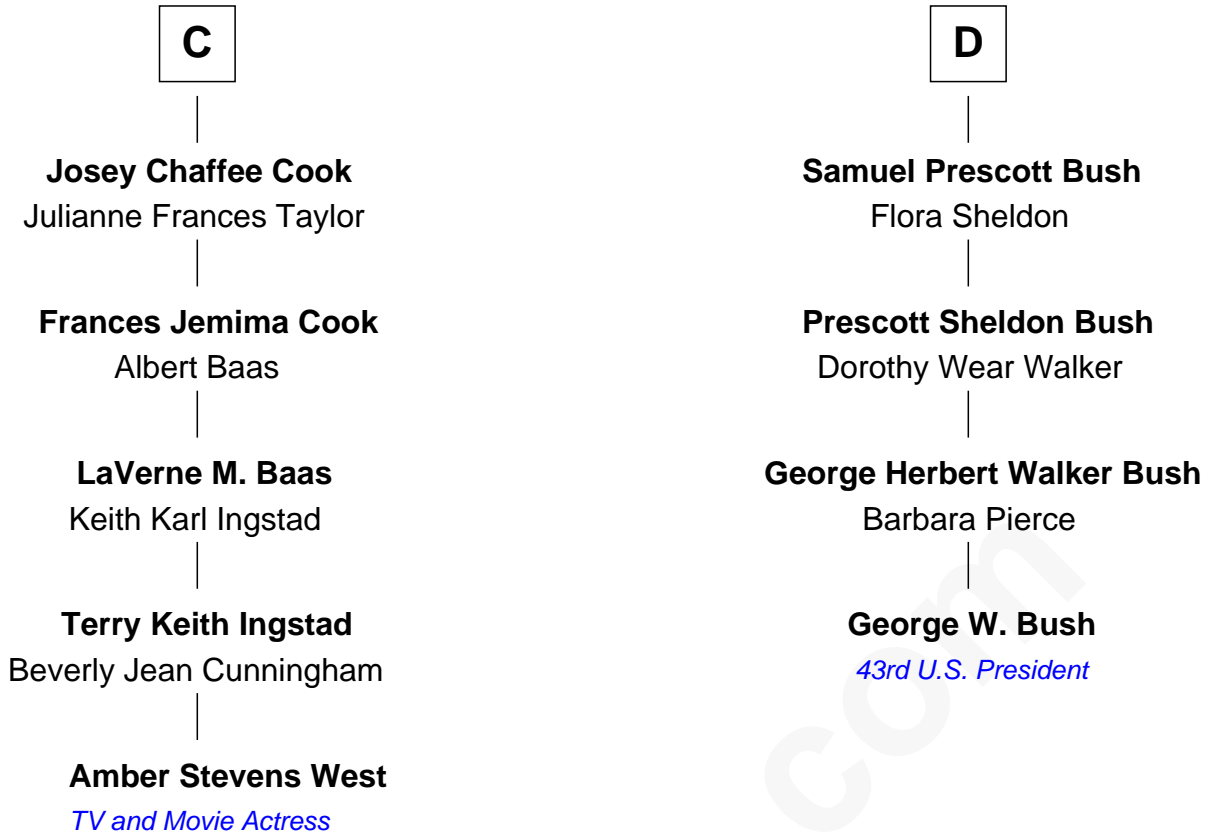 C
Josey Chaffee Cook
Julianne Frances Taylor
Frances Jemima Cook
Albert Baas
LaVerne M. Baas
Keith Karl Ingstad
Terry Keith Ingstad
Beverly Jean Cunningham
Amber Stevens West
TV and Movie Actress
D
Samuel Prescott Bush
Flora Sheldon
Prescott Sheldon Bush
Dorothy Wear Walker
George Herbert Walker Bush
Barbara Pierce
George W. Bush
43rd U.S. President
com